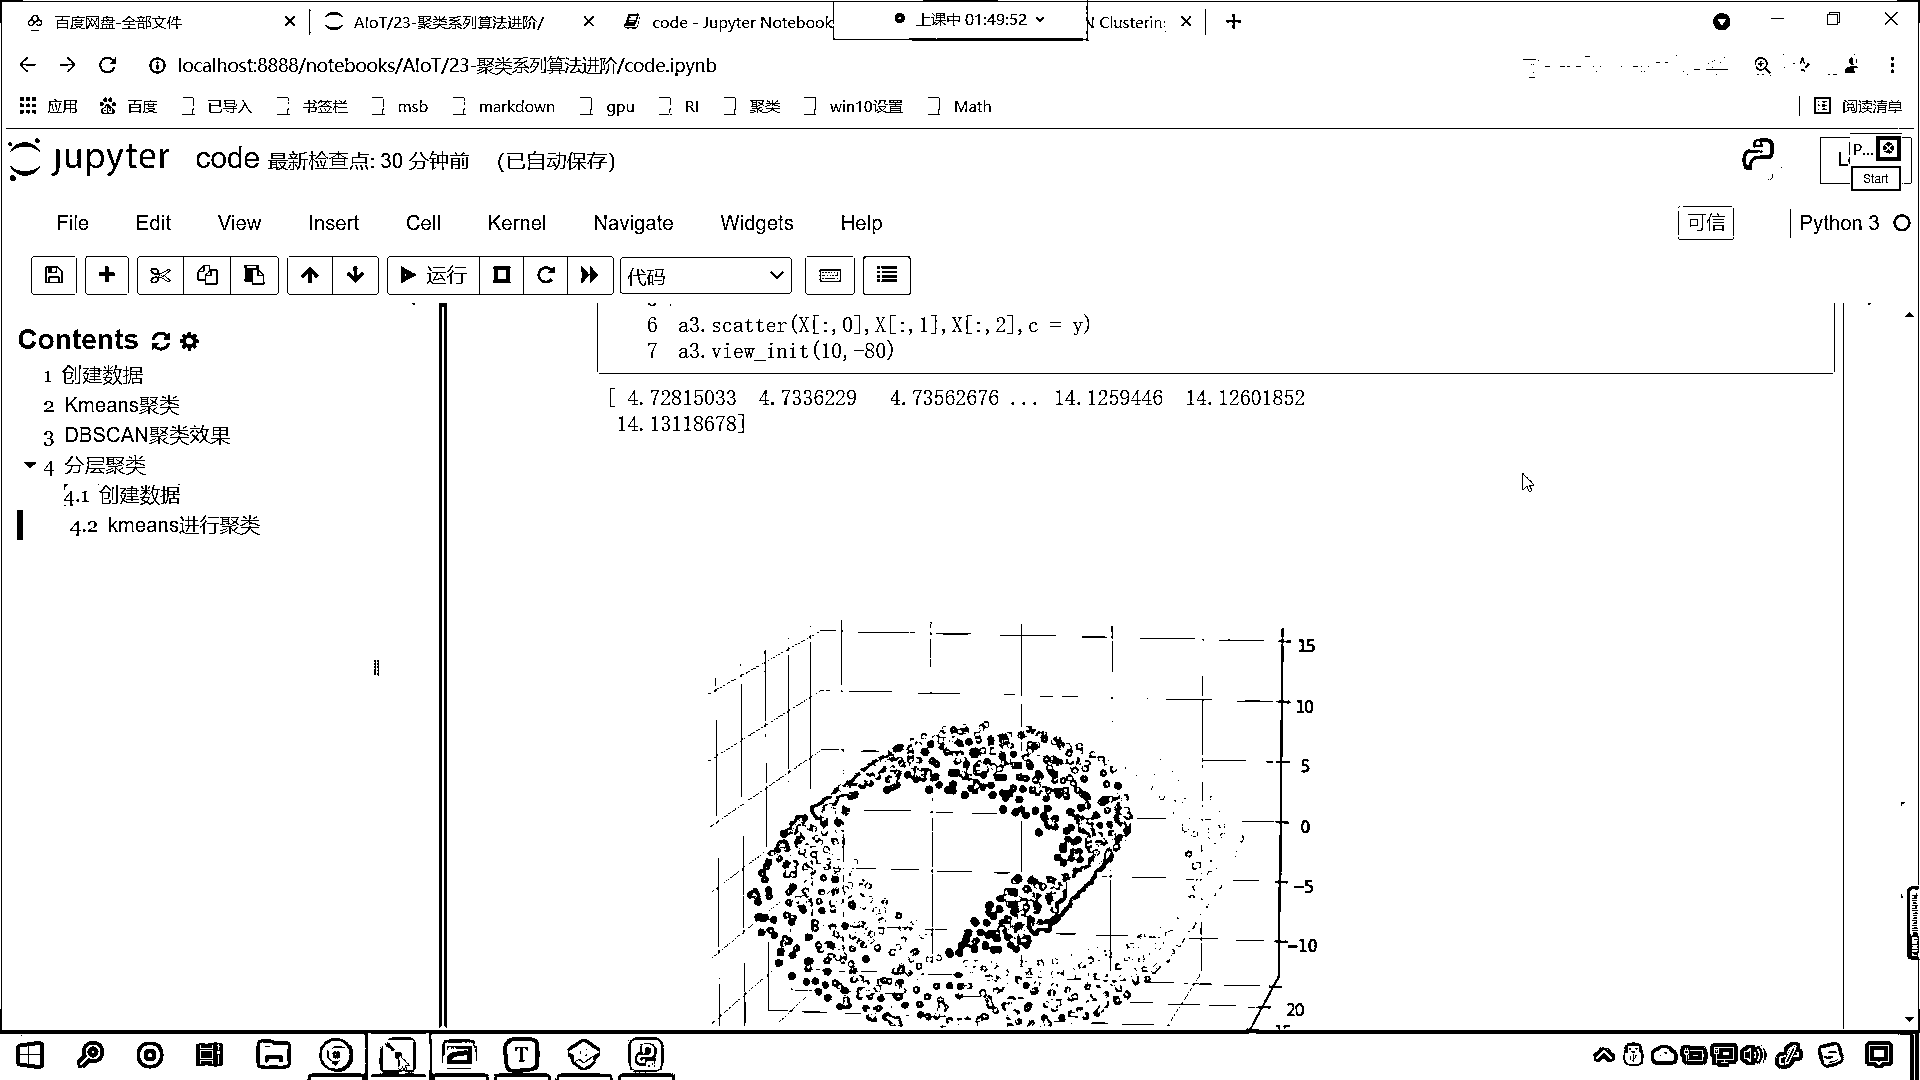 百度网盘-全部文件
AIoT/23-聚类系列算法进阶/
code - Jupyter Notebook
上课中 01:49:52
Clustering
localhost:8888/notebooks/AIoT/23-聚类系列算法进阶/code.ipynb
应用 百度 已导入 书签栏 msb markdown gpu RI 聚类 win10设置 Math 阅读清单
jupyter code 最新检查点: 30 分钟前 (已自动保存)
P...
Start
File Edit View Insert Cell Kernel Navigate Widgets Help 可信 Python 3
运行 代码
Contents
1 创建数据
2 Kmeans聚类
3 DBSCAN聚类效果
4 分层聚类
4.1 创建数据
4.2 kmeans进行聚类
6 a3.scatter(X[:,0],X[:,1],X[:,2],c = y)
7 a3.view_init(10,-80)
[ 4.72815033 4.7336229 4.73562676 ... 14.1259446 14.12601852
14.13118678]
15
10
5
0
-5
-10
20